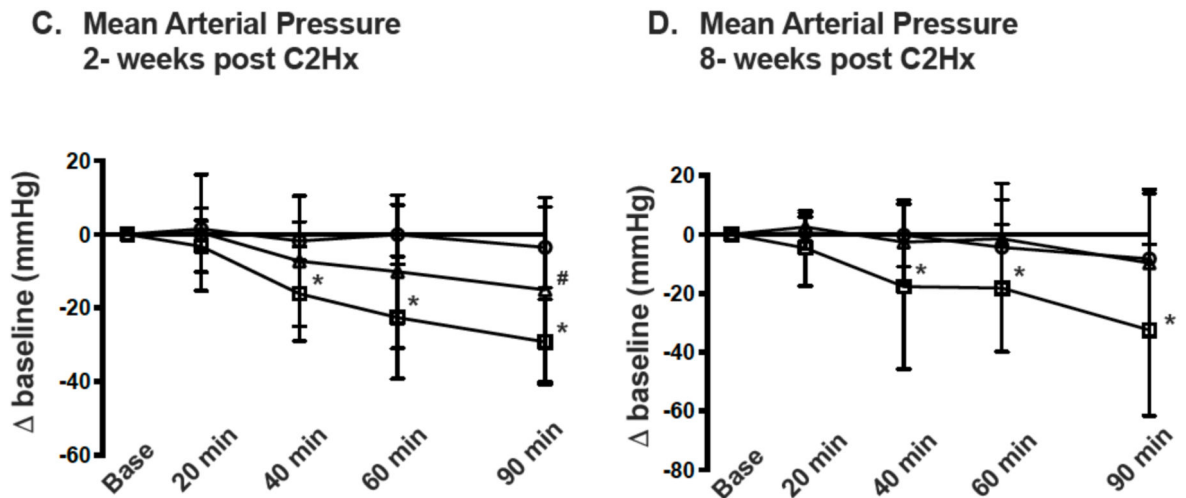 C. Mean Arterial Pressure
2- weeks post C2Hx
Δ baseline (mmHg)
20
0
-20
-40
-60
*
*
#
*
Base
20 min
40 min
60 min
90 min
D. Mean Arterial Pressure
8- weeks post C2Hx
Δ baseline (mmHg)
20
0
-20
-40
-60
-80
*
*
*
Base
20 min
40 min
60 min
90 min